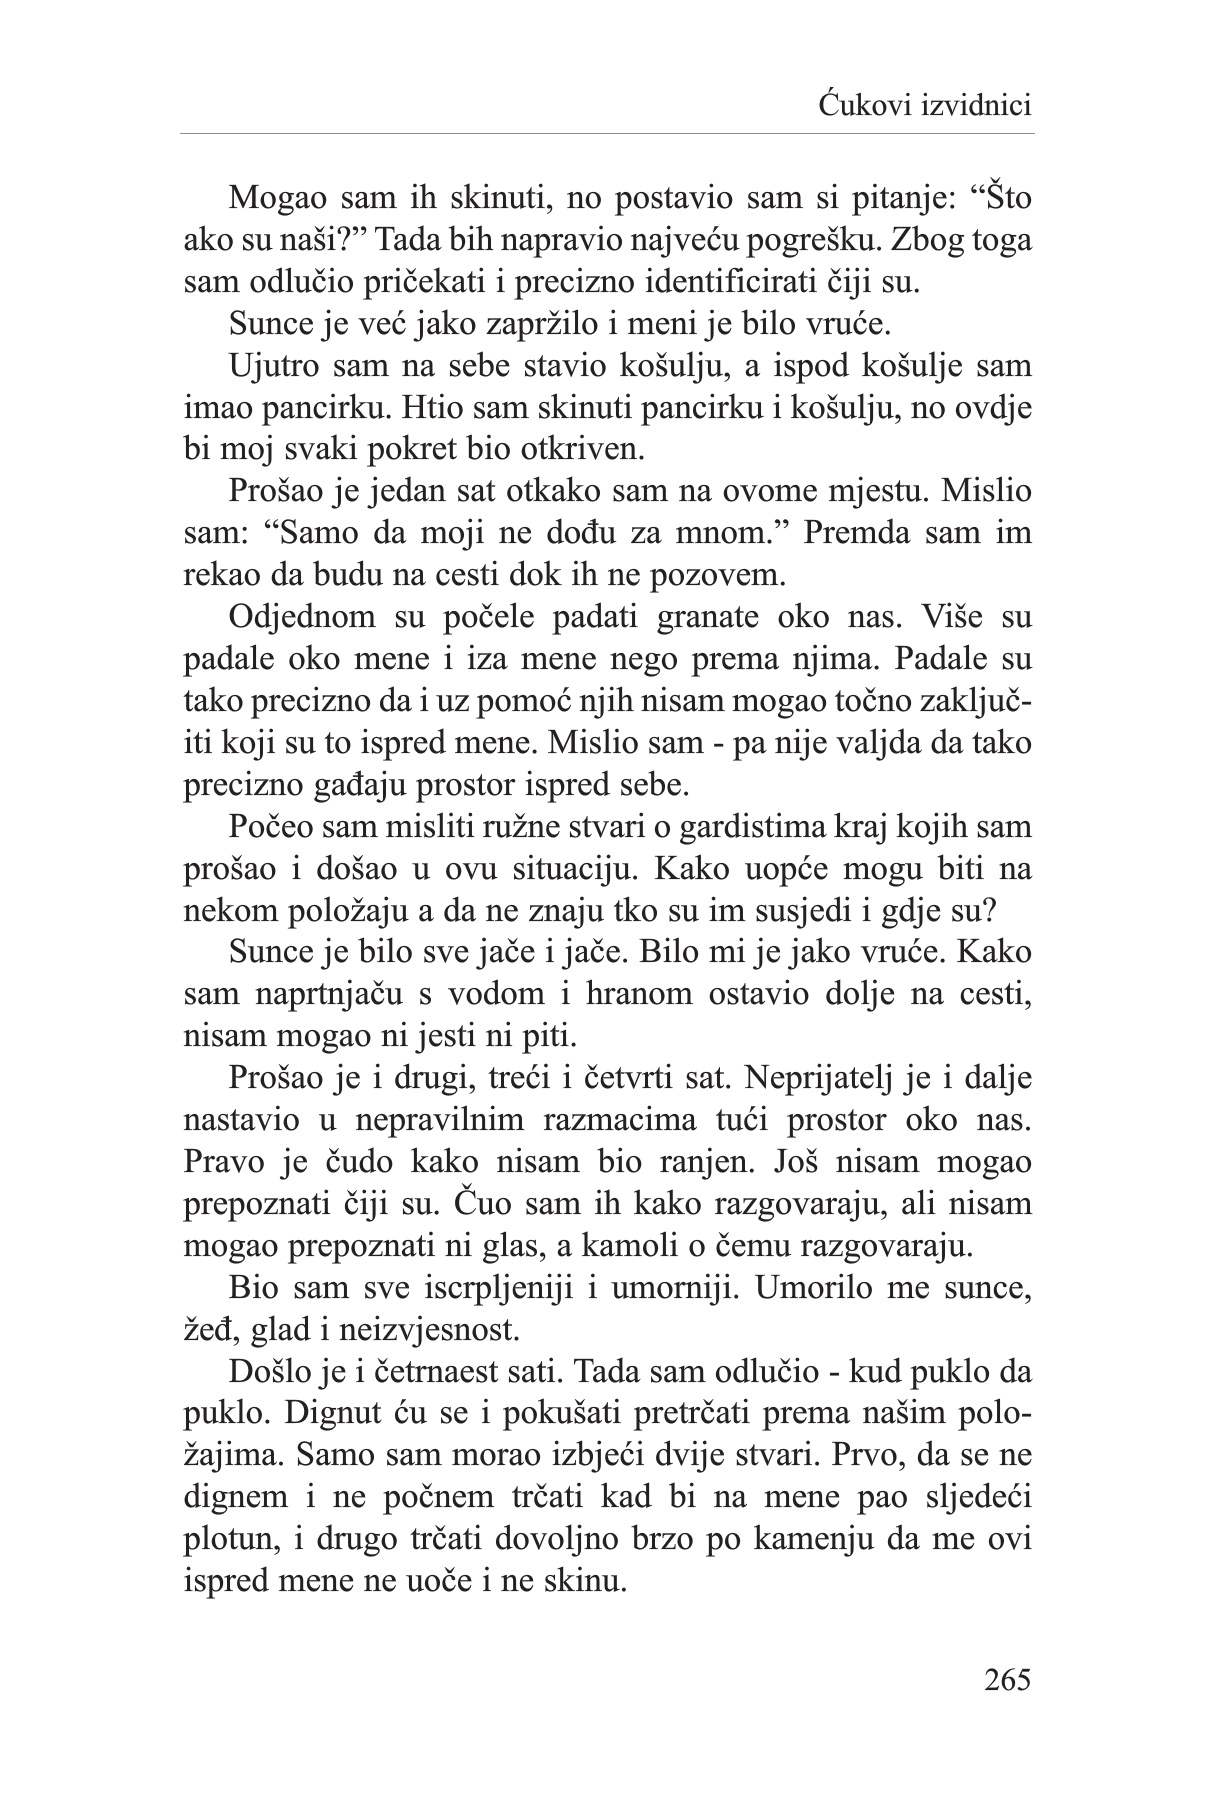 Ćukovi izvidnici
Mogao sam ih skinuti, no postavio sam si pitanje: “Što
ako su naši?” Tada bih napravio najveću pogrešku. Zbog toga
sam odlučio pričekati i precizno identificirati čiji su.
Sunce je već jako zapržilo i meni je bilo vruće.
Ujutro sam na sebe stavio košulju, a ispod košulje sam
imao pancirku. Htio sam skinuti pancirku i košulju, no ovdje
bi moj svaki pokret bio otkriven.
Prošao je jedan sat otkako sam na ovome mjestu. Mislio
sam: “Samo da moji ne dođu za mnom.” Premda sam im
rekao da budu na cesti dok ih ne pozovem.
Odjednom su počele padati granate oko nas. Više su
padale oko mene i iza mene nego prema njima. Padale su
tako precizno da i uz pomoć njih nisam mogao točno zaključ-
iti koji su to ispred mene. Mislio sam - pa nije valjda da tako
precizno gađaju prostor ispred sebe.
Počeo sam misliti ružne stvari o gardistima kraj kojih sam
prošao i došao u ovu situaciju. Kako uopće mogu biti na
nekom položaju a da ne znaju tko su im susjedi i gdje su?
Sunce je bilo sve jače i jače. Bilo mi je jako vruće. Kako
sam naprtnjaču s vodom i hranom ostavio dolje na cesti,
nisam mogao ni jesti ni piti.
Prošao je i drugi, treći i četvrti sat. Neprijatelj je i dalje
nastavio u nepravilnim razmacima tući prostor oko nas.
Pravo je čudo kako nisam bio ranjen. Još nisam mogao
prepoznati čiji su. Čuo sam ih kako razgovaraju, ali nisam
mogao prepoznati ni glas, a kamoli o čemu razgovaraju.
Bio sam sve iscrpljeniji i umorniji. Umorilo me sunce,
žeđ, glad i neizvjesnost.
Došlo je i četrnaest sati. Tada sam odlučio - kud puklo da
puklo. Dignut ću se i pokušati pretrčati prema našim polo-
žajima. Samo sam morao izbjeći dvije stvari. Prvo, da se ne
dignem i ne počnem trčati kad bi na mene pao sljedeći
plotun, i drugo trčati dovoljno brzo po kamenju da me ovi
ispred mene ne uoče i ne skinu.
265